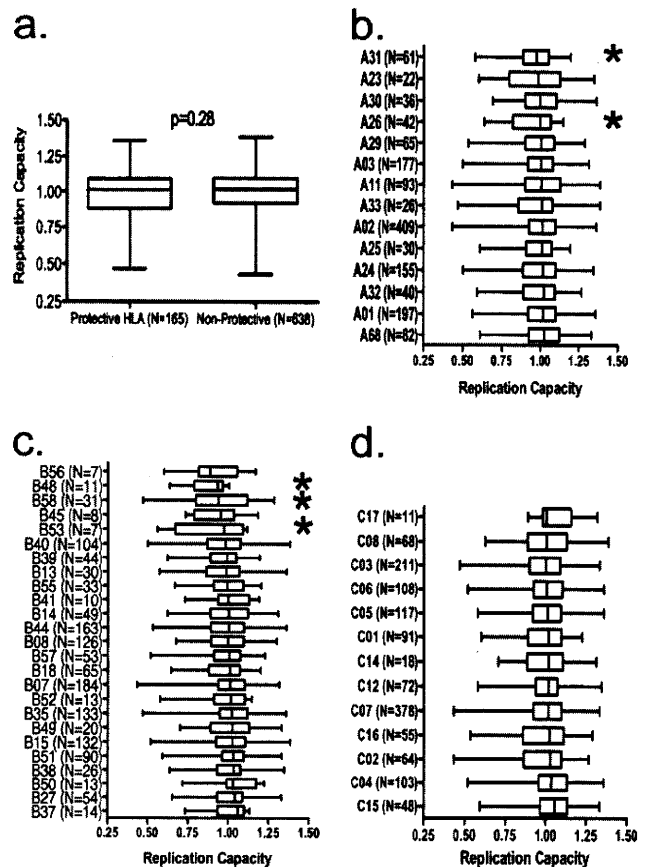 a.
Replication Capacity
1.50
1.25
1.00
0.75
0.50
0.25
p=0.28
Protective HLA (N=165)
Non-Protective (N=638)
b.
A31 (N=61)
*
A23 (N=22)
A30 (N=36)
A26 (N=42)
*
A29 (N=65)
A03 (N=177)
A11 (N=93)
A33 (N=26)
A02 (N=409)
A25 (N=30)
A24 (N=155)
A32 (N=40)
A01 (N=197)
A68 (N=82)
0.25 0.50 0.75 1.00 1.25 1.50
Replication Capacity
c.
B56 (N=7)
B48 (N=11)
*
B58 (N=31)
*
B45 (N=8)
B53 (N=7)
*
B40 (N=104)
B39 (N=44)
B13 (N=30)
B55 (N=33)
B41 (N=10)
B14 (N=49)
B44 (N=163)
B08 (N=126)
B57 (N=53)
B18 (N=65)
B07 (N=184)
B52 (N=13)
B35 (N=133)
B49 (N=20)
B15 (N=132)
B51 (N=90)
B38 (N=26)
B50 (N=13)
B27 (N=54)
B37 (N=14)
0.25 0.50 0.75 1.00 1.25 1.50
Replication Capacity
d.
C17 (N=11)
C08 (N=68)
C03 (N=211)
C06 (N=108)
C05 (N=117)
C01 (N=91)
C14 (N=18)
C12 (N=72)
C07 (N=378)
C16 (N=55)
C02 (N=64)
C04 (N=103)
C15 (N=48)
0.25 0.50 0.75 1.00 1.25 1.50
Replication Capacity